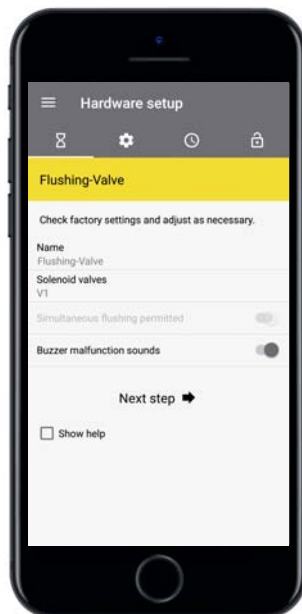 Hardware setup
Flushing-Valve
Check factory settings and adjust as necessary.
Name
Flushing-Valve
Solenoid valves
V1
Simultaneous flushing permitted
Buzzer malfunction sounds
Next step
Show help